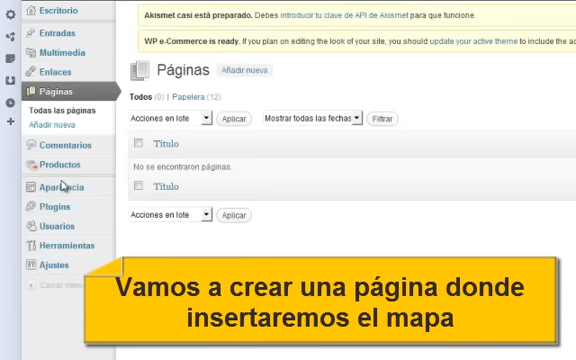 Escritorio
Entradas
Multimedia
Enlaces
Páginas
Todas las páginas
Añadir nueva
Comentarios
Productos
Apariencia
Plugins
Usuarios
Herramientas
Ajustes
Cerrar menú
Akismet casi está preparado. Debes introducir tu clave de API de Akismet para que funcione.
WP e-Commerce is ready. If you plan on editing the look of your site, you should update your active theme to include the
Páginas Añadir nueva
Todos (0) | Papelera (12)
Acciones en lote Aplicar Mostrar todas las fechas Filtrar
Título
No se encontraron páginas.
Título
Acciones en lote Aplicar
Vamos a crear una página donde
insertaremos el mapa